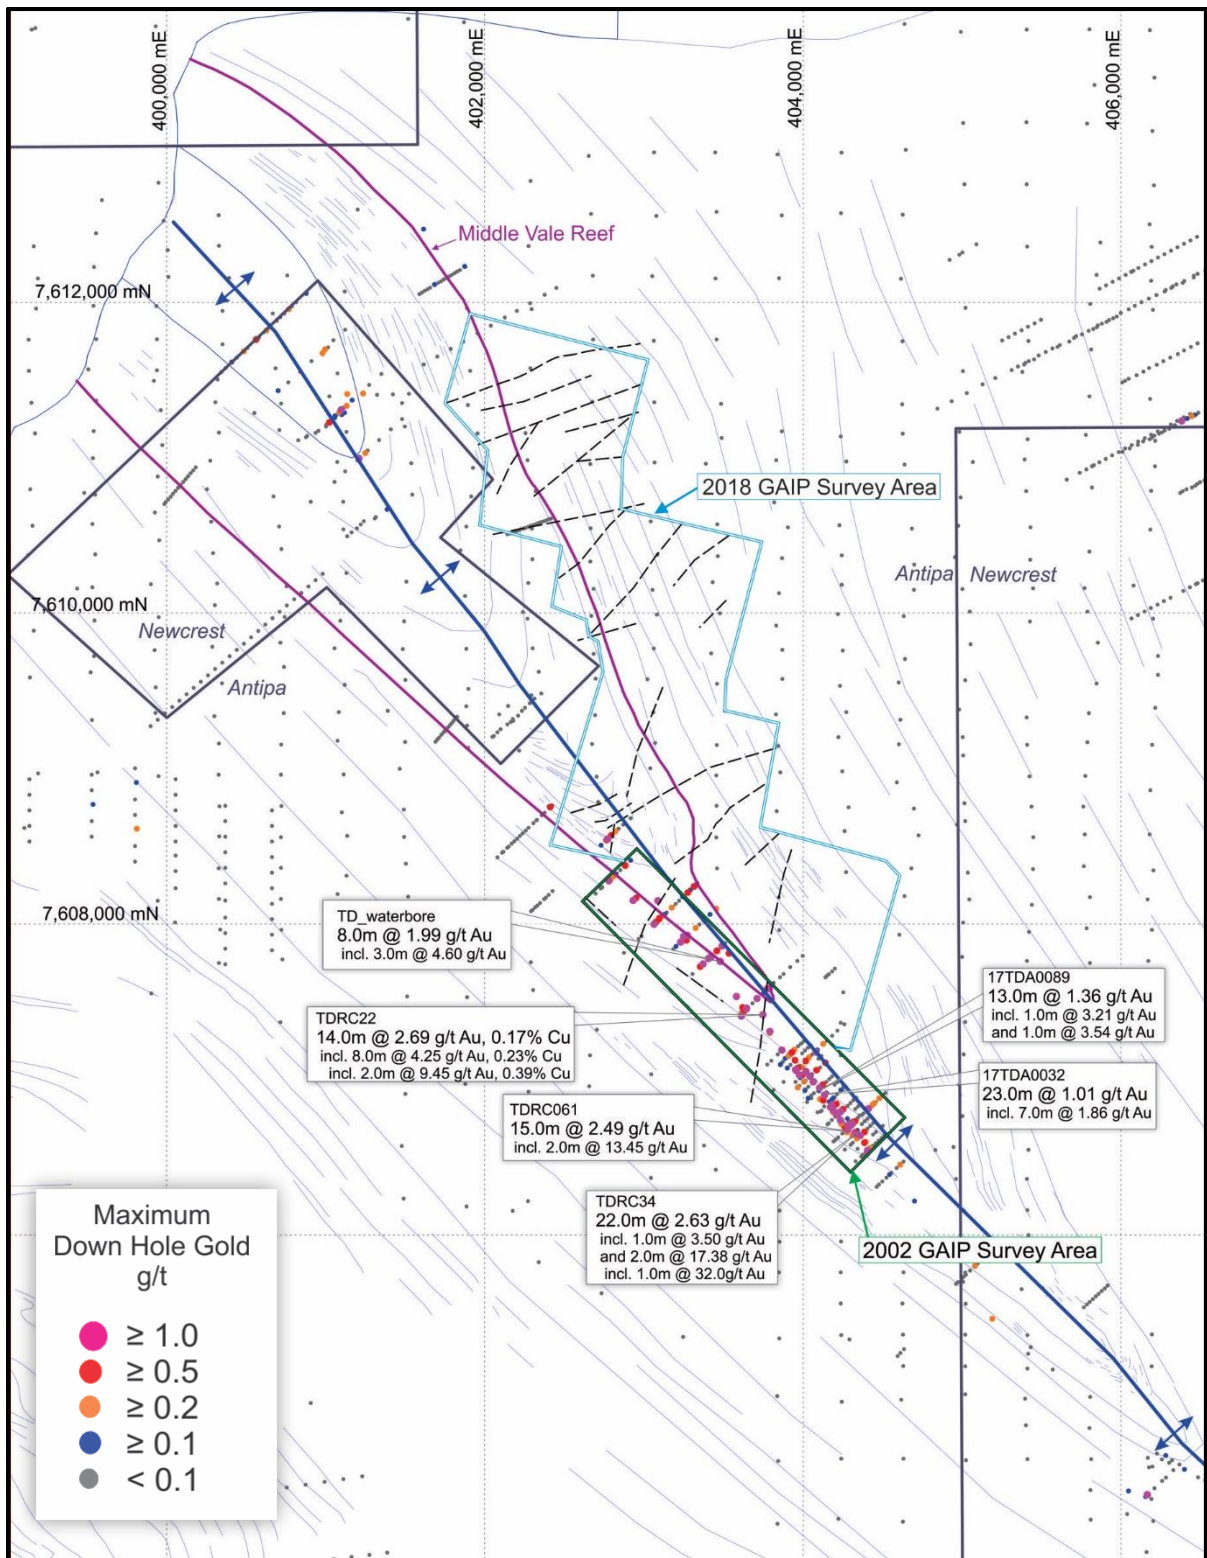 400,000 mE
402,000 mE
404,000 mE
406,000 mE
Middle Vale Reef
7,612,000 mN
2018 GAIP Survey Area
Antipa
Newcrest
7,610,000 mN
Newcrest
Antipa
7,608,000 mN
TD_waterbore
8.0m @ 1.99 g/t Au
incl. 3.0m @ 4.60 g/t Au
17TDA0089
13.0m @ 1.36 g/t Au
incl. 1.0m @ 3.21 g/t Au
and 1.0m @ 3.54 g/t Au
TDRC22
14.0m @ 2.69 g/t Au, 0.17% Cu
incl. 8.0m @ 4.25 g/t Au, 0.23% Cu
incl. 2.0m @ 9.45 g/t Au, 0.39% Cu
17TDA0032
23.0m @ 1.01 g/t Au
incl. 7.0m @ 1.86 g/t Au
TDRC061
15.0m @ 2.49 g/t Au
incl. 2.0m @ 13.45 g/t Au
TDRC34
22.0m @ 2.63 g/t Au
incl. 1.0m @ 3.50 g/t Au
and 2.0m @ 17.38 g/t Au
incl. 1.0m @ 32.0g/t Au
2002 GAIP Survey Area
Maximum
Down Hole Gold
g/t
≥ 1.0
≥ 0.5
≥ 0.2
≥ 0.1
< 0.1